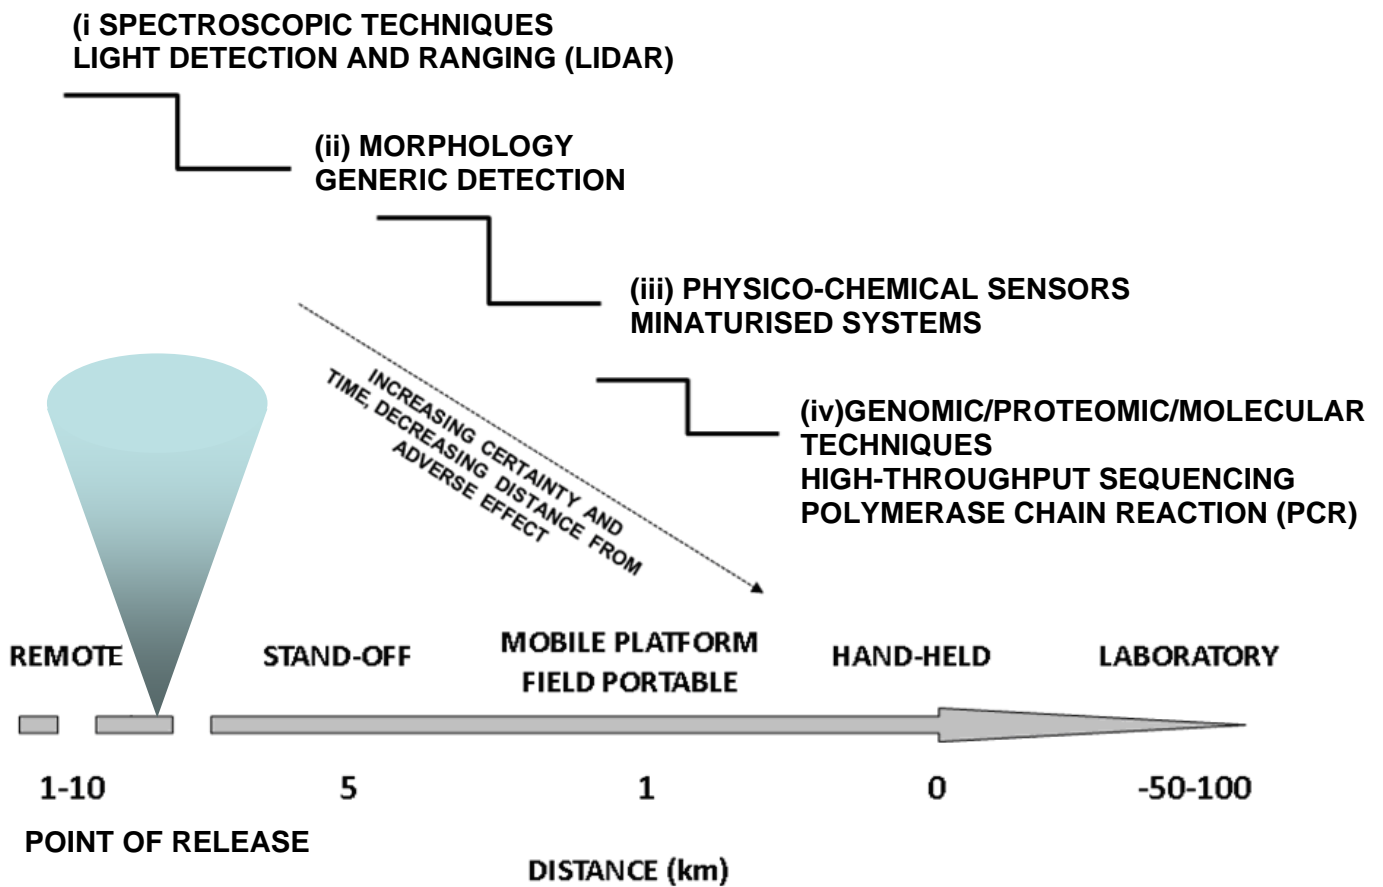 (i SPECTROSCOPIC TECHNIQUES
LIGHT DETECTION AND RANGING (LIDAR)
(ii) MORPHOLOGY
GENERIC DETECTION
(iii) PHYSICO-CHEMICAL SENSORS
MINATURISED SYSTEMS
(iv)GENOMIC/PROTEOMIC/MOLECULAR
TECHNIQUES
HIGH-THROUGHPUT SEQUENCING
POLYMERASE CHAIN REACTION (PCR)
INCREASING CERTAINTY AND
TIME, DECREASING DISTANCE FROM
ADVERSE EFFECT
REMOTE
STAND-OFF
MOBILE PLATFORM
FIELD PORTABLE
HAND-HELD
LABORATORY
1-10
5
1
0
-50-100
POINT OF RELEASE
DISTANCE (km)